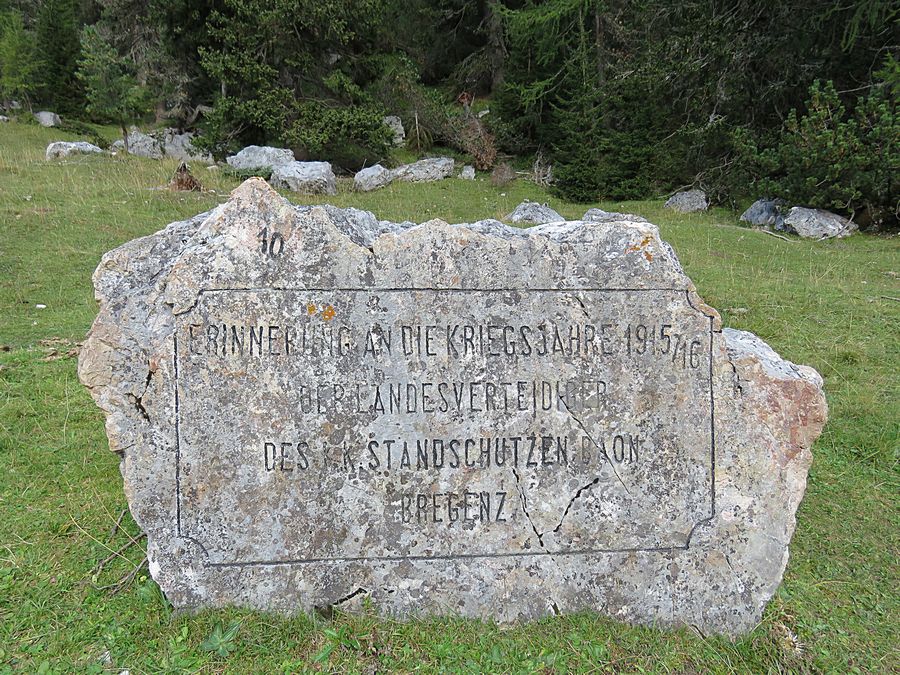 10
ERINNERUNG AN DIE KRIEGSJAHRE 1915/16
DER LANDESVERTEIDIGER
DES K.K. STANDSCHUTZEN BAON
BREGENZ